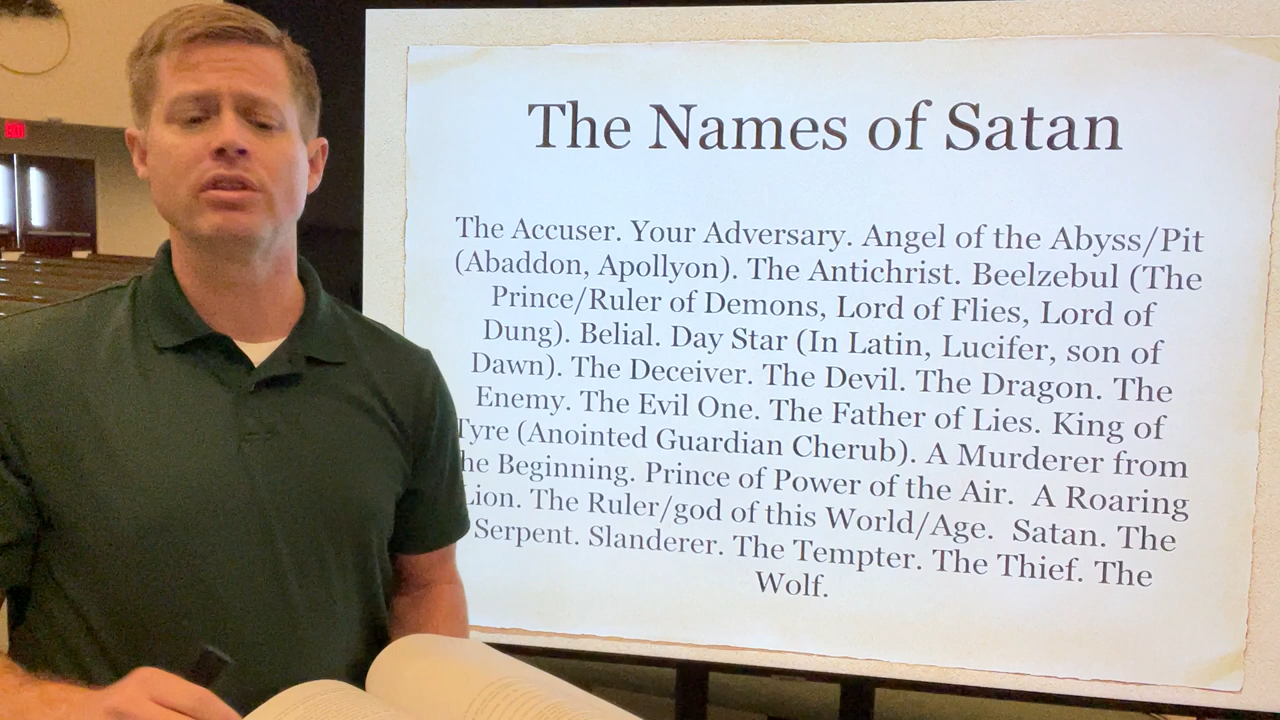 EXIT
The Names of Satan
The Accuser. Your Adversary. Angel of the Abyss/Pit
(Abaddon, Apollyon). The Antichrist. Beelzebul (The
Prince/Ruler of Demons, Lord of Flies, Lord of
Dung). Belial. Day Star (In Latin, Lucifer, son of
Dawn). The Deceiver. The Devil. The Dragon. The
Enemy. The Evil One. The Father of Lies. King of
Tyre (Anointed Guardian Cherub). A Murderer from
he Beginning. Prince of Power of the Air. A Roaring
Lion. The Ruler/god of this World/Age. Satan. The
Serpent. Slanderer. The Tempter. The Thief. The
Wolf.